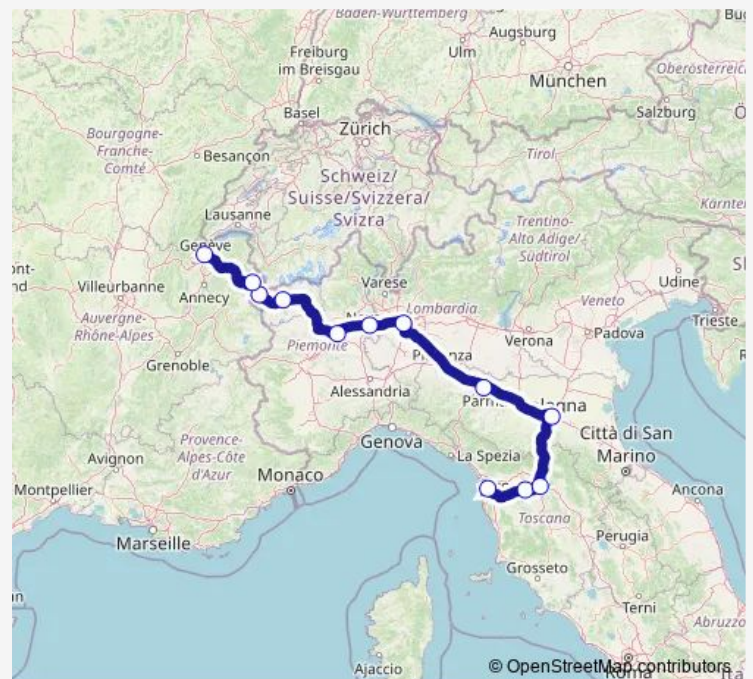 Baden-Württemberg
Augsburg
Freiburg
im Breisgau
Ulm
München
Oberösterreic
Salzburg
Basel
Zürich
Bourgogne-
Franche-
Comté
Besançon
Tirol
Schweiz/
Suisse/Svizzera/
Svizra
Lausanne
Kärnter
Trentino-
Alto Adige/
Südtirol
Genève
Annecy
Villeurbanne
Auvergne-
Rhône-Alpes
Varese
Lombardia
Veneto
Udine
Trieste
Verona
Padova
Grenoble
Piemonte
Alessandria
Genova
La Spezia
Città di San
Marino
Provence-
Alpes-Côte
d'Azur
Avignon
Monaco
Montpellier
Marseille
Ancona
Toscana
Perugia
Grosseto
Terni
Abruzzo
Ajaccio
Roma
© OpenStreetMap contributors